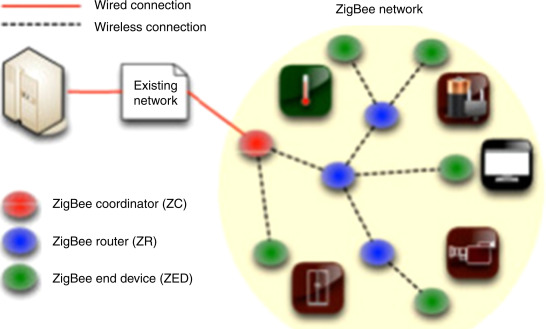 Wired connection
Wireless connection
ZigBee network
Existing
network
ZigBee coordinator (ZC)
ZigBee router (ZR)
ZigBee end device (ZED)